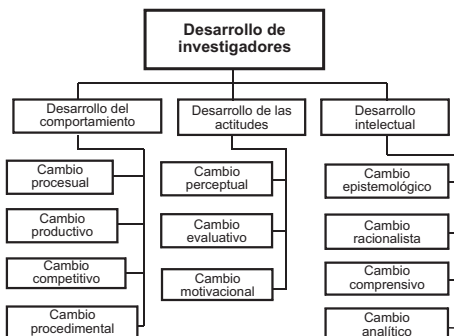 Desarrollo de
investigadores
Desarrollo del
comportamiento
Desarrollo de las
actitudes
Desarrollo
intelectual
Cambio
procesual
Cambio
productivo
Cambio
competitivo
Cambio
procedimental
Cambio
perceptual
Cambio
evaluativo
Cambio
motivacional
Cambio
epistemológico
Cambio
racionalista
Cambio
comprensivo
Cambio
analítico